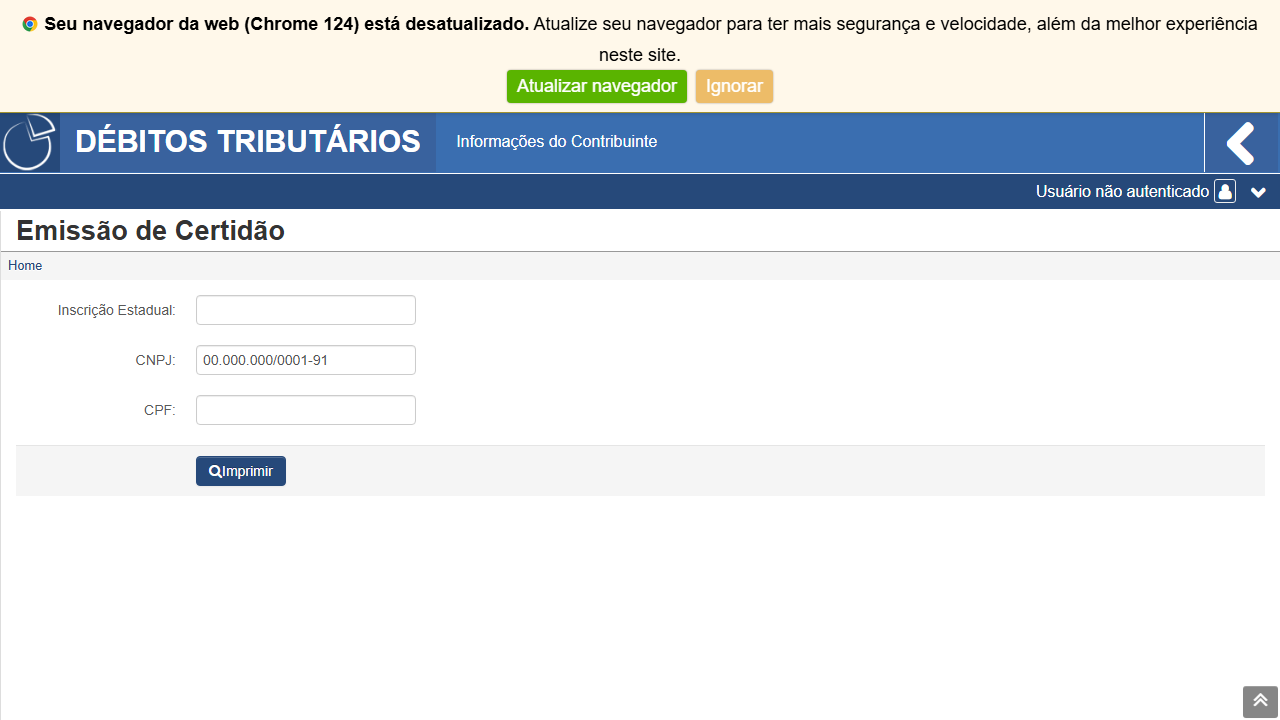 Seu navegador da web (Chrome 124) está desatualizado. Atualize seu navegador para ter mais segurança e velocidade, além da melhor experiência
neste site.
Atualizar navegador Ignorar
DÉBITOS TRIBUTÁRIOS Informações do Contribuinte
Usuário não autenticado
Emissão de Certidão
Home
Inscrição Estadual:
CNPJ: 00.000.000/0001-91
CPF:
Imprimir